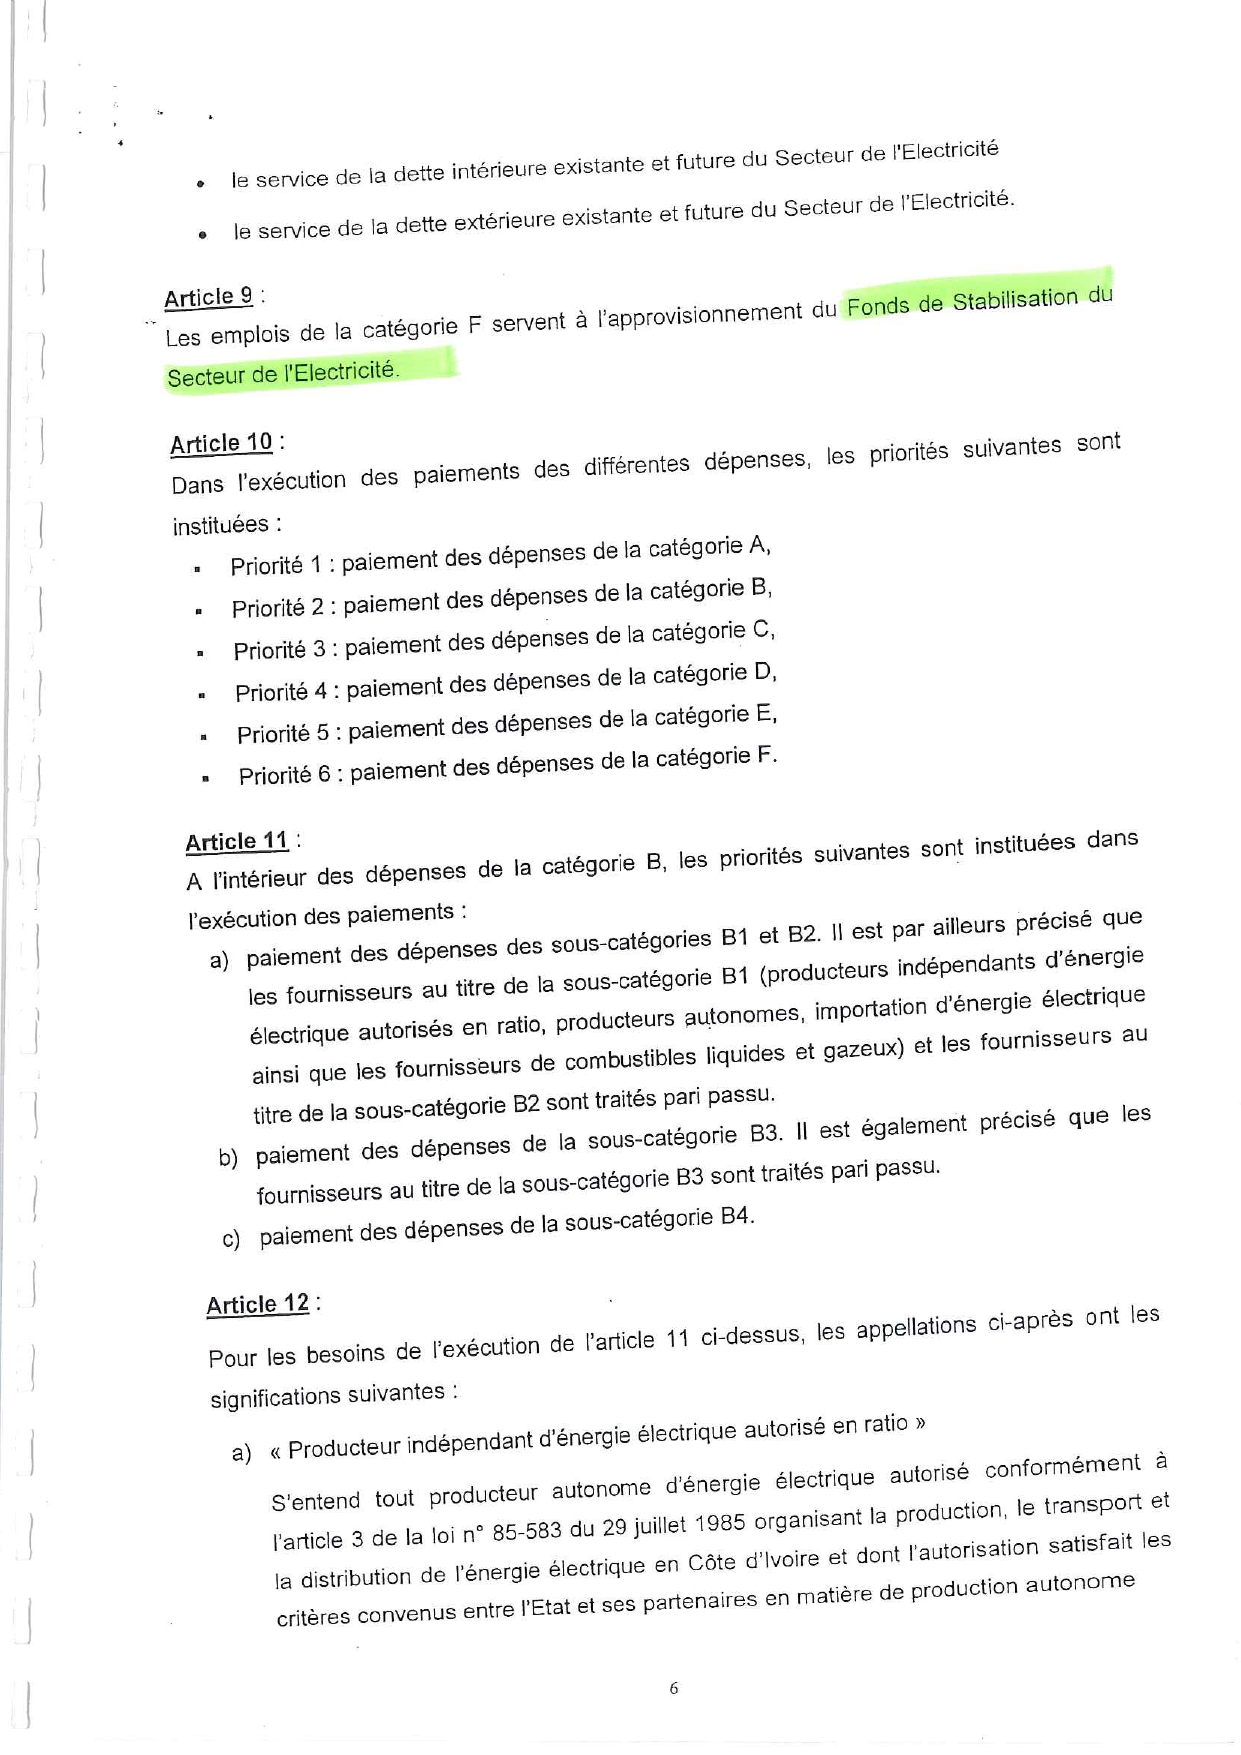 • le service de la dette intérieure existante et future du Secteur de l'Electricité
• le service de la dette extérieure existante et future du Secteur de l'Electricité.
Article 9 :
Les emplois de la catégorie F servent à l'approvisionnement du Fonds de Stabilisation du
Secteur de l'Electricité.
Article 10 :
Dans l'exécution des paiements des différentes dépenses, les priorités suivantes sont
instituées :
▪ Priorité 1 : paiement des dépenses de la catégorie A,
▪ Priorité 2 : paiement des dépenses de la catégorie B,
▪ Priorité 3 : paiement des dépenses de la catégorie C,
▪ Priorité 4 : paiement des dépenses de la catégorie D,
▪ Priorité 5 : paiement des dépenses de la catégorie E,
▪ Priorité 6 : paiement des dépenses de la catégorie F.
Article 11 :
A l'intérieur des dépenses de la catégorie B, les priorités suivantes sont instituées dans
l'exécution des paiements :
a) paiement des dépenses des sous-catégories B1 et B2. Il est par ailleurs précisé que
les fournisseurs au titre de la sous-catégorie B1 (producteurs indépendants d'énergie
électrique autorisés en ratio, producteurs autonomes, importation d'énergie électrique
ainsi que les fournisseurs de combustibles liquides et gazeux) et les fournisseurs au
titre de la sous-catégorie B2 sont traités pari passu.
b) paiement des dépenses de la sous-catégorie B3. Il est également précisé que les
fournisseurs au titre de la sous-catégorie B3 sont traités pari passu.
c) paiement des dépenses de la sous-catégorie B4.
Article 12 :
Pour les besoins de l'exécution de l'article 11 ci-dessus, les appellations ci-après ont les
significations suivantes :
a) « Producteur indépendant d'énergie électrique autorisé en ratio »
S'entend tout producteur autonome d'énergie électrique autorisé conformément à
l'article 3 de la loi n° 85-583 du 29 juillet 1985 organisant la production, le transport et
la distribution de l'énergie électrique en Côte d'Ivoire et dont l'autorisation satisfait les
critères convenus entre l'Etat et ses partenaires en matière de production autonome
6